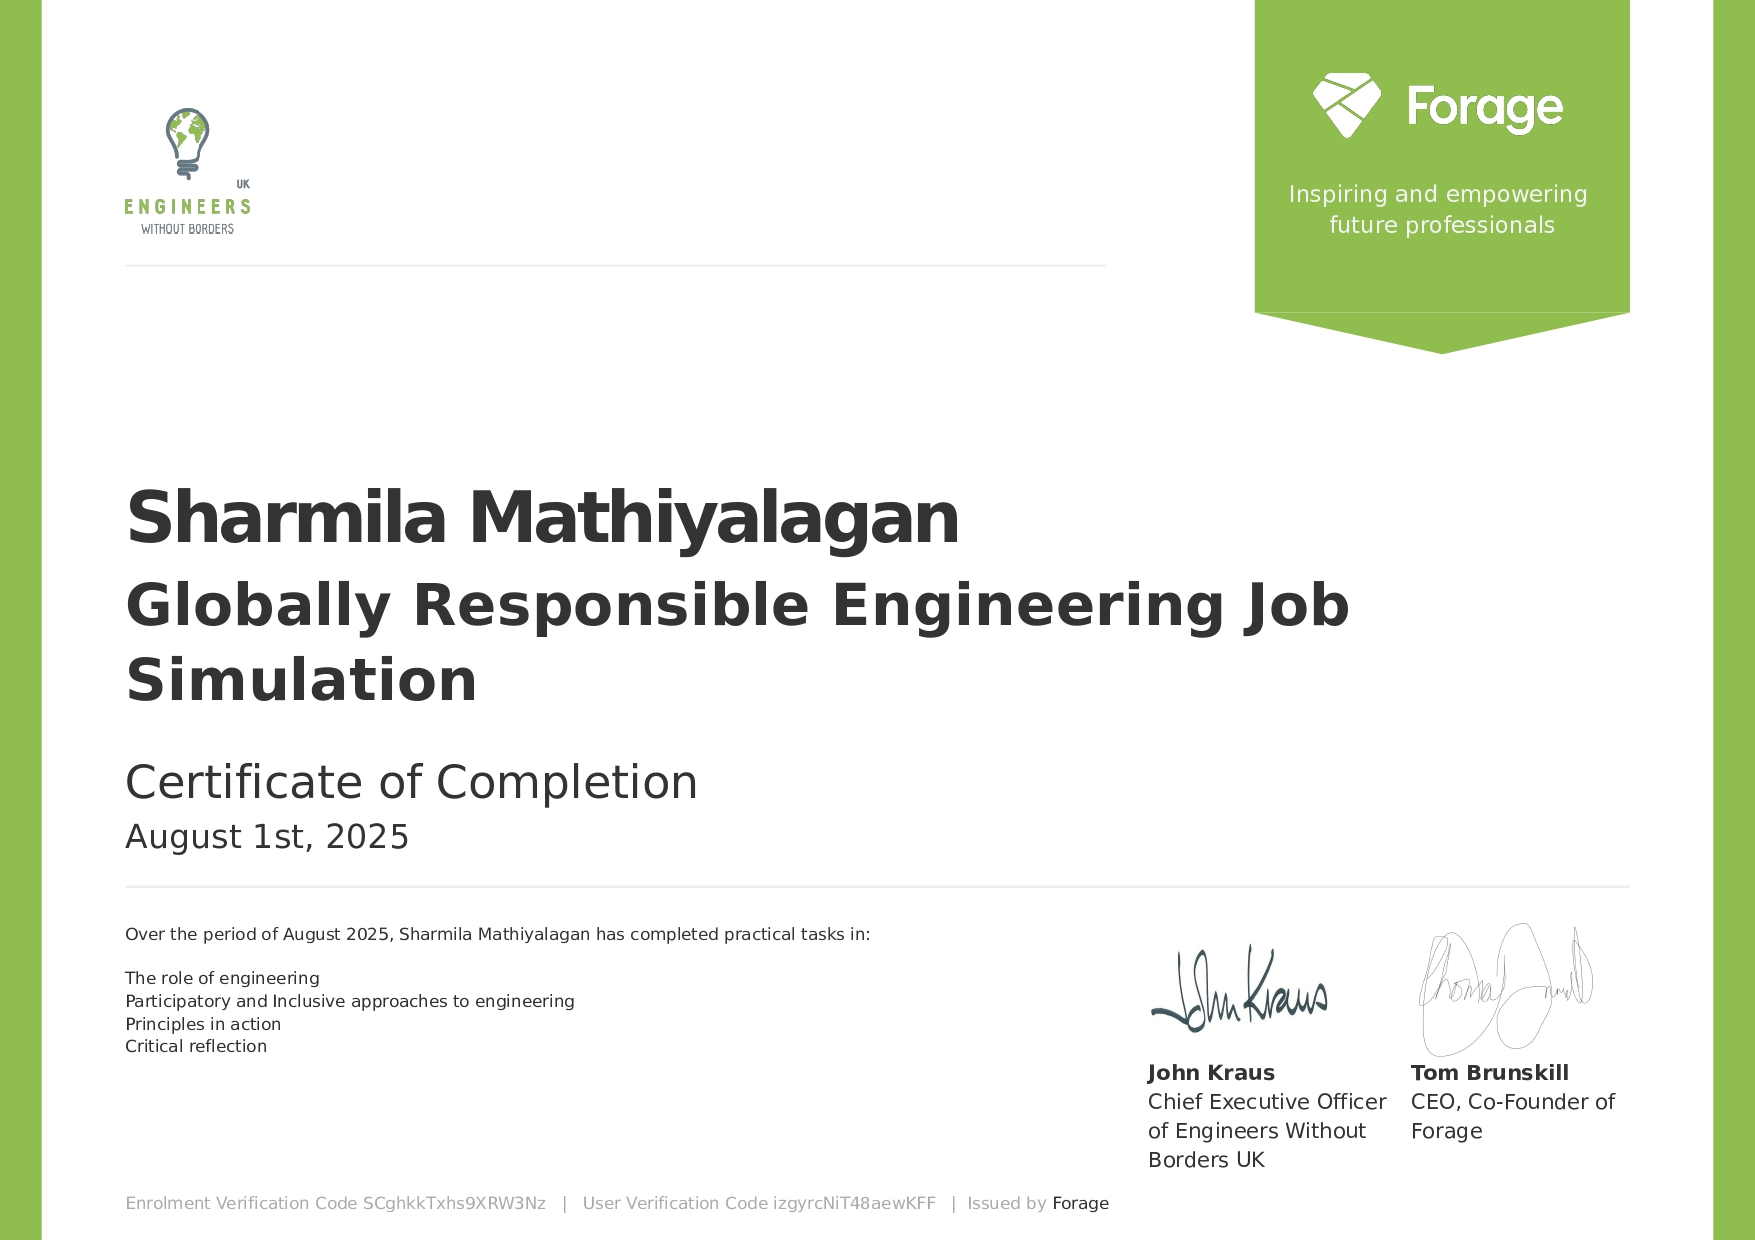 UK
ENGINEERS
WITHOUT BORDERS
Forage
Inspiring and empowering
future professionals
Sharmila Mathiyalagan
Globally Responsible Engineering Job
Simulation
Certificate of Completion
August 1st, 2025
Over the period of August 2025, Sharmila Mathiyalagan has completed practical tasks in:
The role of engineering
Participatory and Inclusive approaches to engineering
Principles in action
Critical reflection
John Kraus
John Kraus
Chief Executive Officer
of Engineers Without
Borders UK
Tom Brunskill
CEO, Co-Founder of
Forage
Enrolment Verification Code SCghkkTxhs9XRW3Nz | User Verification Code izgyrcNiT48aewKFF | Issued by Forage